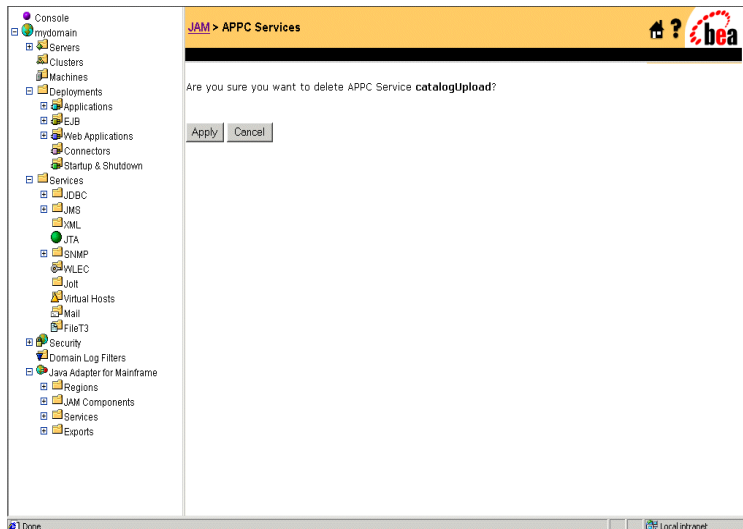 Console
mydomain
Servers
Clusters
Machines
Deployments
Applications
EJB
Web Applications
Connectors
Startup & Shutdown
Services
JDBC
JMS
XML
JTA
SNMP
WLEC
Jolt
Virtual Hosts
Mail
FileT3
Security
Domain Log Filters
Java Adapter for Mainframe
Regions
JAM Components
Services
Exports
JAM > APPC Services
? bea
Are you sure you want to delete APPC Service catalogUpload?
Apply Cancel
Done Local intranet